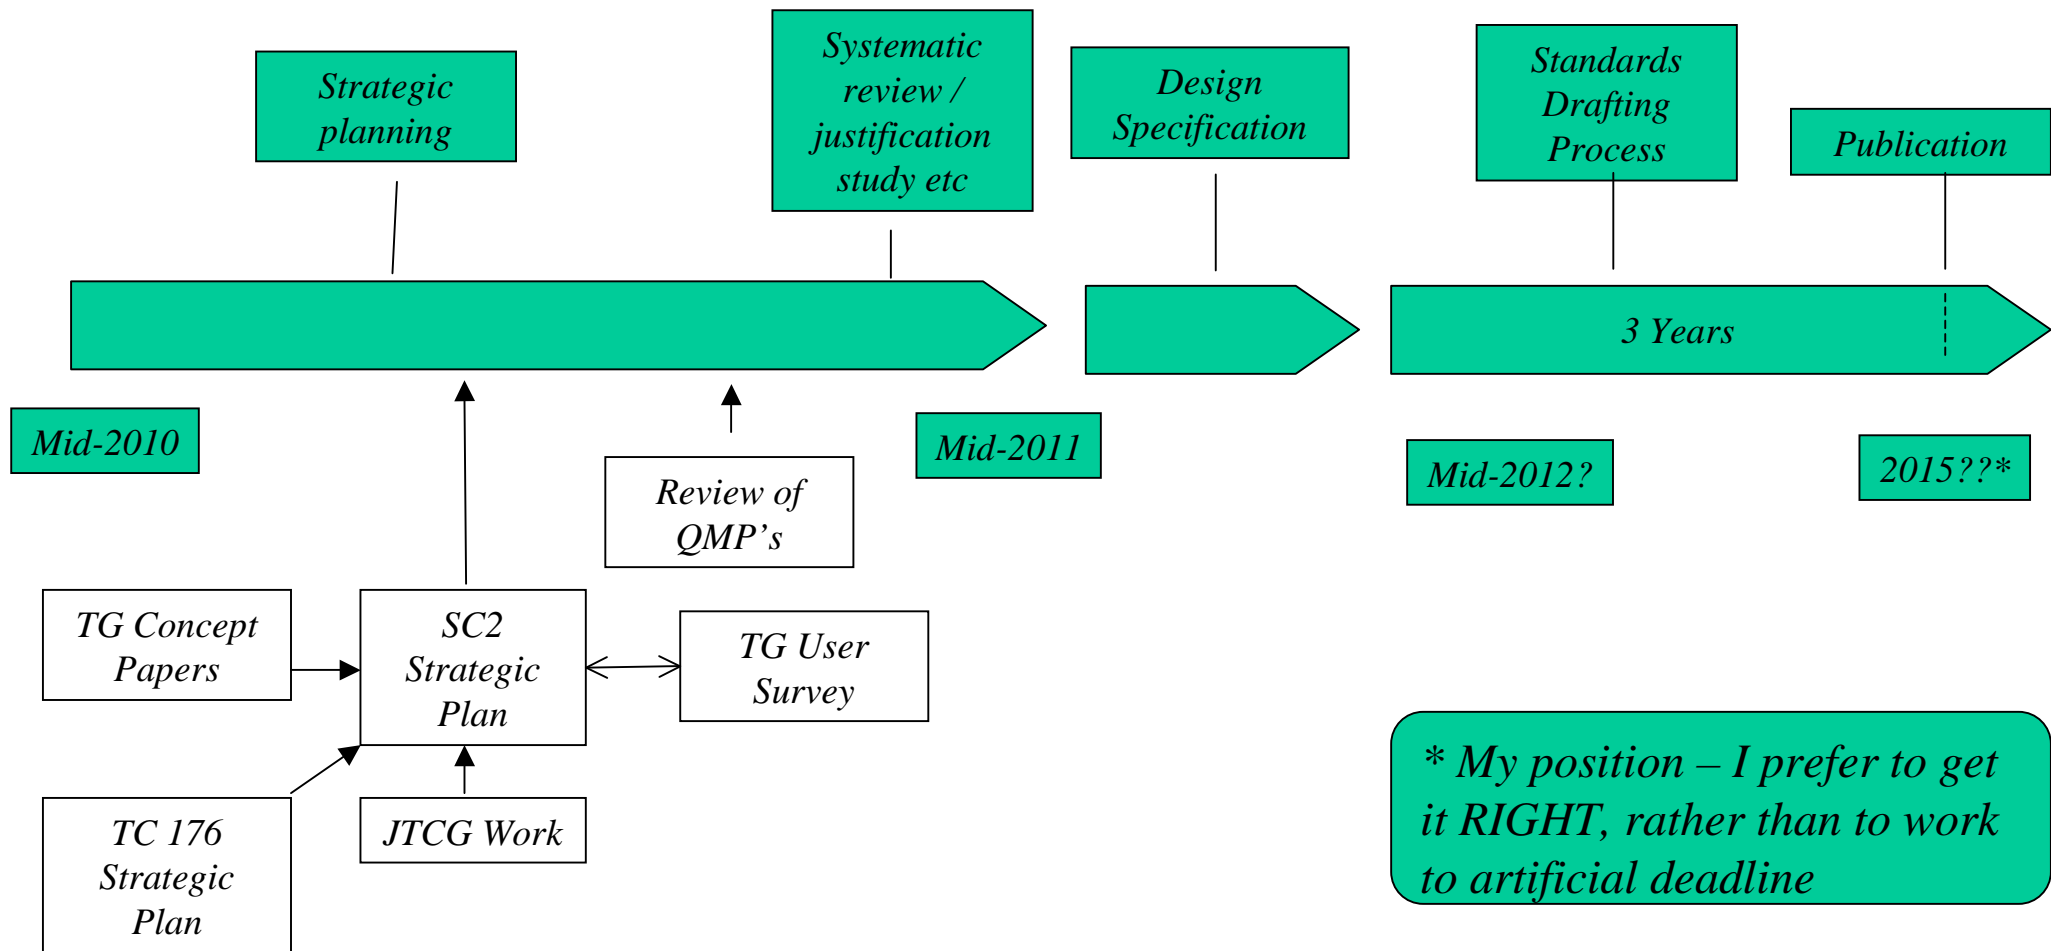 Strategic
planning
Systematic
review /
justification
study etc
Design
Specification
Standards
Drafting
Process
Publication
3 Years
Mid-2010
Mid-2011
Mid-2012?
2015??*
Review of
QMP’s
TG Concept
Papers
SC2
Strategic
Plan
TG User
Survey
TC 176
Strategic
Plan
JTCG Work
* My position – I prefer to get
it RIGHT, rather than to work
to artificial deadline